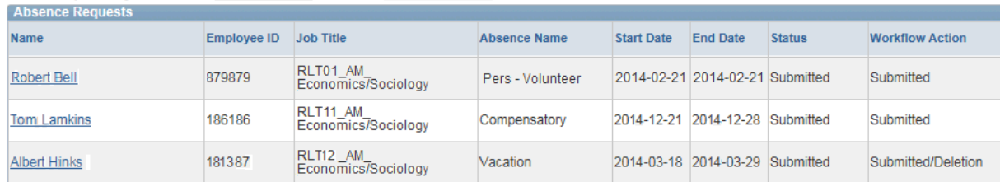 Absence Requests
Name Employee ID Job Title Absence Name Start Date End Date Status Workflow Action
Robert Bell 879879 RLT01_AM_ Economics/Sociology Pers - Volunteer 2014-02-21 2014-02-21 Submitted Submitted
Tom Lamkins 186186 RLT11_AM_ Economics/Sociology Compensatory 2014-12-21 2014-12-28 Submitted Submitted
Albert Hinks 181387 RLT12 _AM_ Economics/Sociology Vacation 2014-03-18 2014-03-29 Submitted Submitted/Deletion